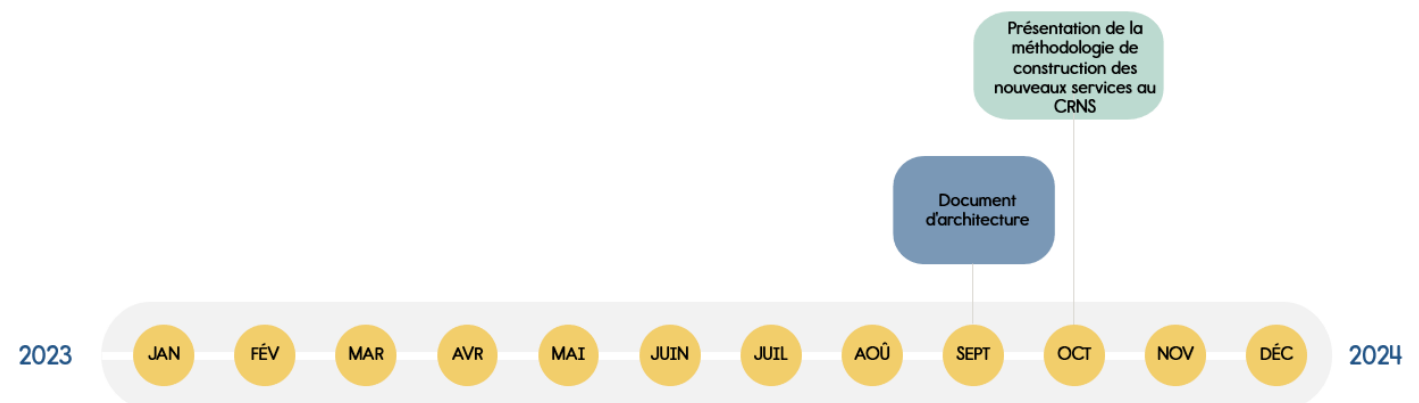 Présentation de la
méthodologie de
construction des
nouveaux services au
CRNS
Document
d'architecture
2023
JAN
FÉV
MAR
AVR
MAI
JUIN
JUIL
AOÛ
SEPT
OCT
NOV
DÉC
2024